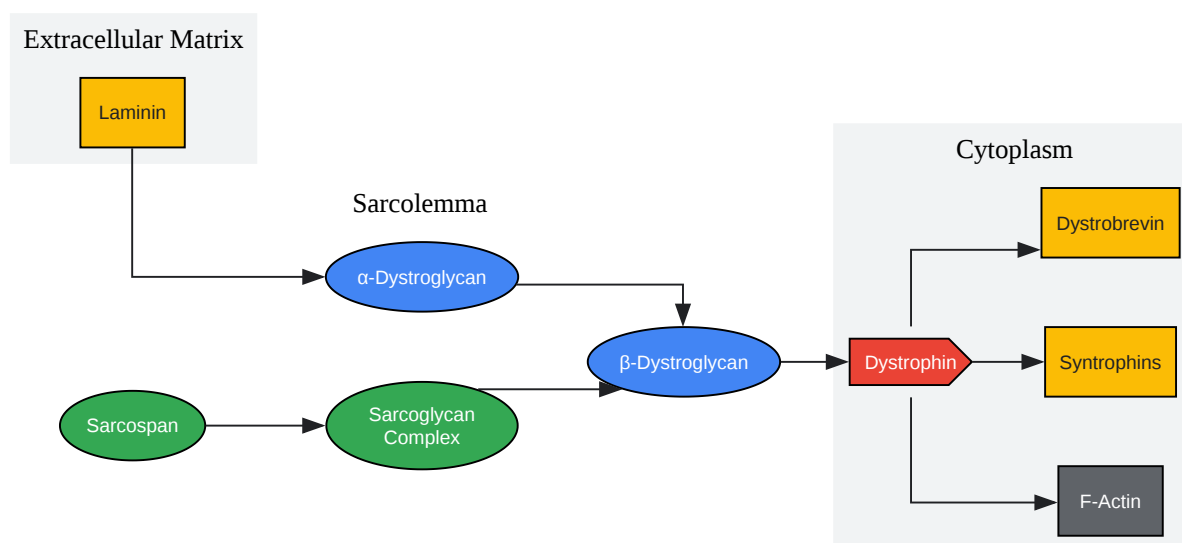 Extracellular Matrix
Laminin
Sarcolemma
α-Dystroglycan
β-Dystroglycan
Sarcospan
Sarcoglycan
Complex
Cytoplasm
Dystrophin
Dystrobrevin
Syntrophins
F-Actin